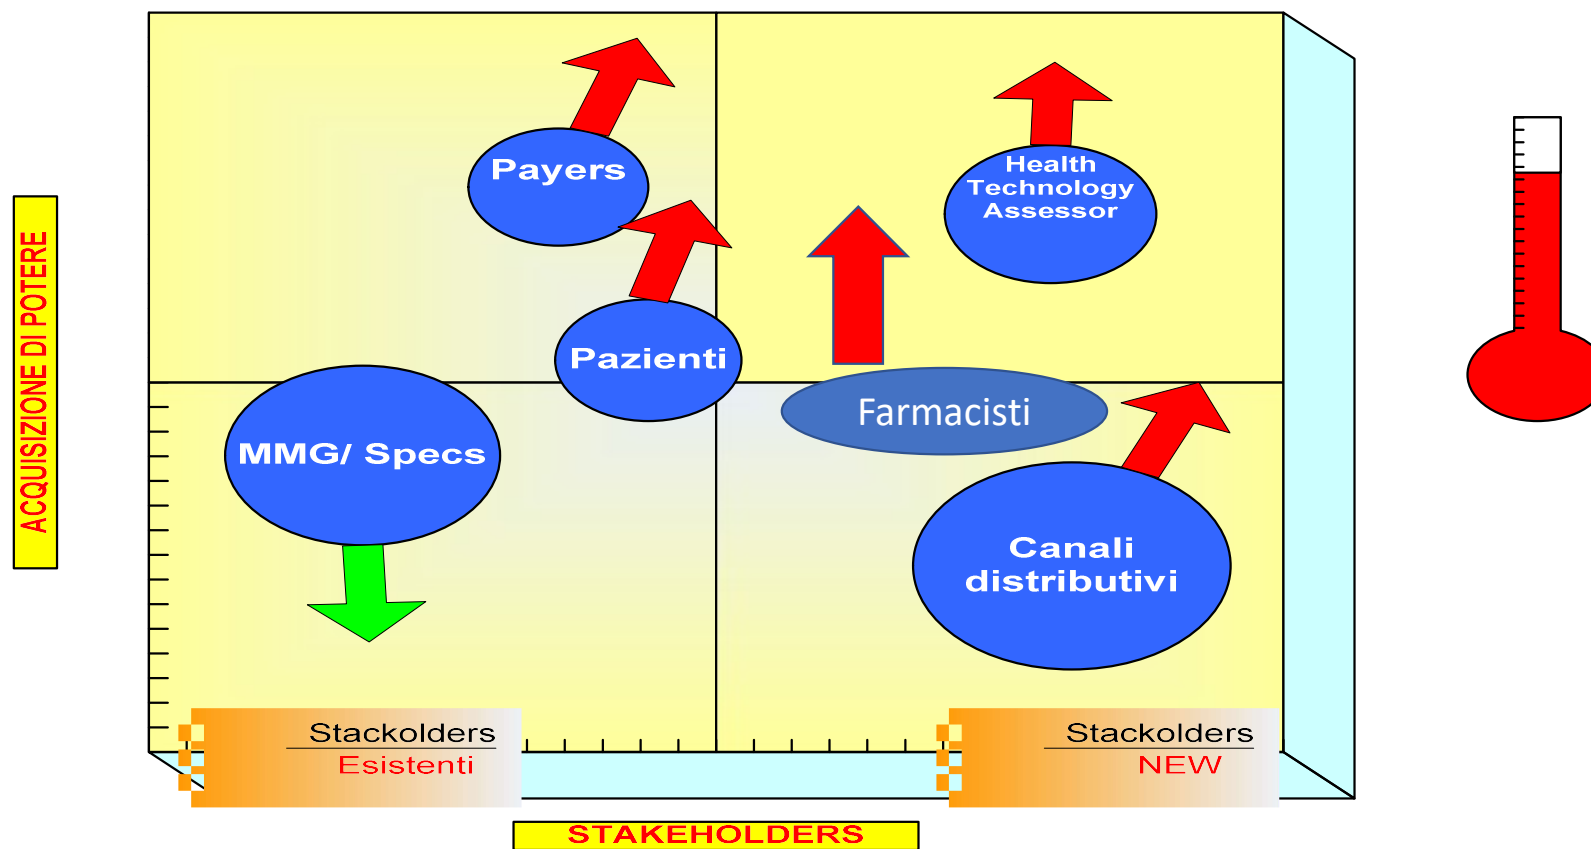 Payers
Health
Technology
Assessor
ACQUISIZIONE DI POTERE
Pazienti
Farmacisti
MMG/ Specs
Canali
distributivi
Stackolders
Esistenti
Stackolders
NEW
STAKEHOLDERS